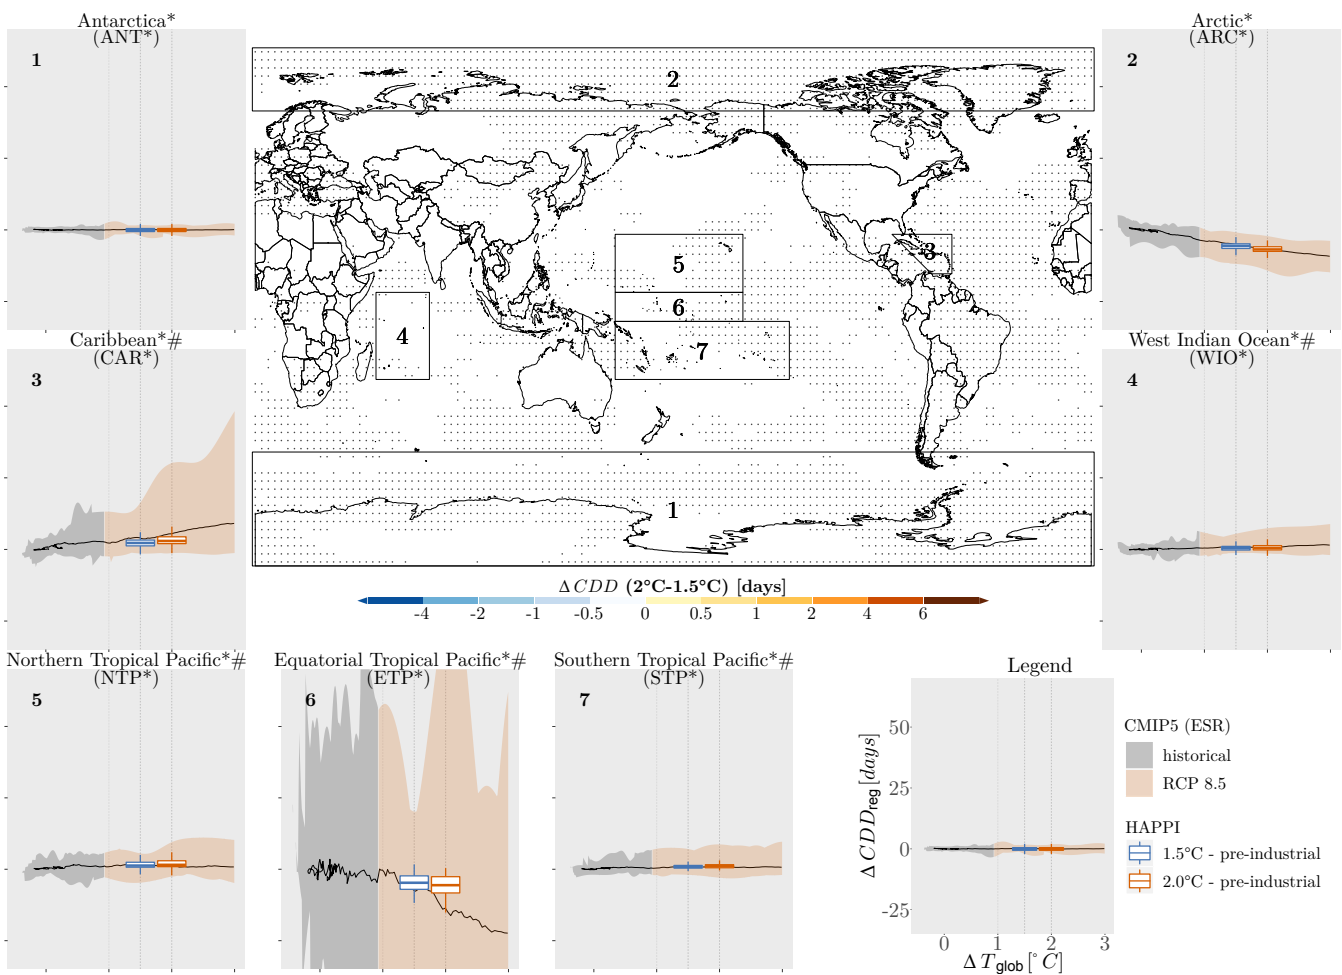 Antarctica*
(ANT*)
1
Arctic*
(ARC*)
2
2
3
4
5
6
7
1
Caribbean*#
(CAR*)
3
West Indian Ocean*#
(WIO*)
4
Δ CDD (2°C-1.5°C) [days]
-4 -2 -1 -0.5 0 0.5 1 2 4 6
Northern Tropical Pacific*#
(NTP*)
5
Equatorial Tropical Pacific*#
(ETP*)
6
Southern Tropical Pacific*#
(STP*)
7
Legend
50
25
0
-25
Δ CDD_reg [days]
0 1 2 3
Δ T_glob [°C]
CMIP5 (ESR)
historical
RCP 8.5
HAPPI
1.5°C - pre-industrial
2.0°C - pre-industrial